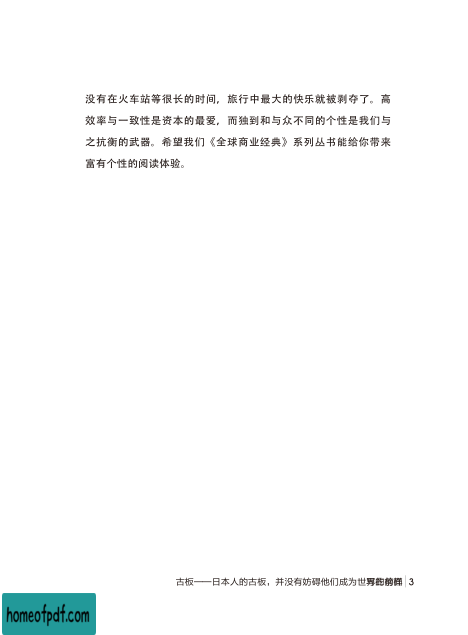 没有在火车站等很长的时间，旅行中最大的快乐就被剥夺了。高
效率与一致性是资本的最爱，而独到和与众不同的个性是我们与
之抗衡的武器。希望我们《全球商业经典》系列丛书能给你带来
富有个性的阅读体验。
古板——日本人的古板，并没有妨碍他们成为世界的榜样 3
homeofpdf.com